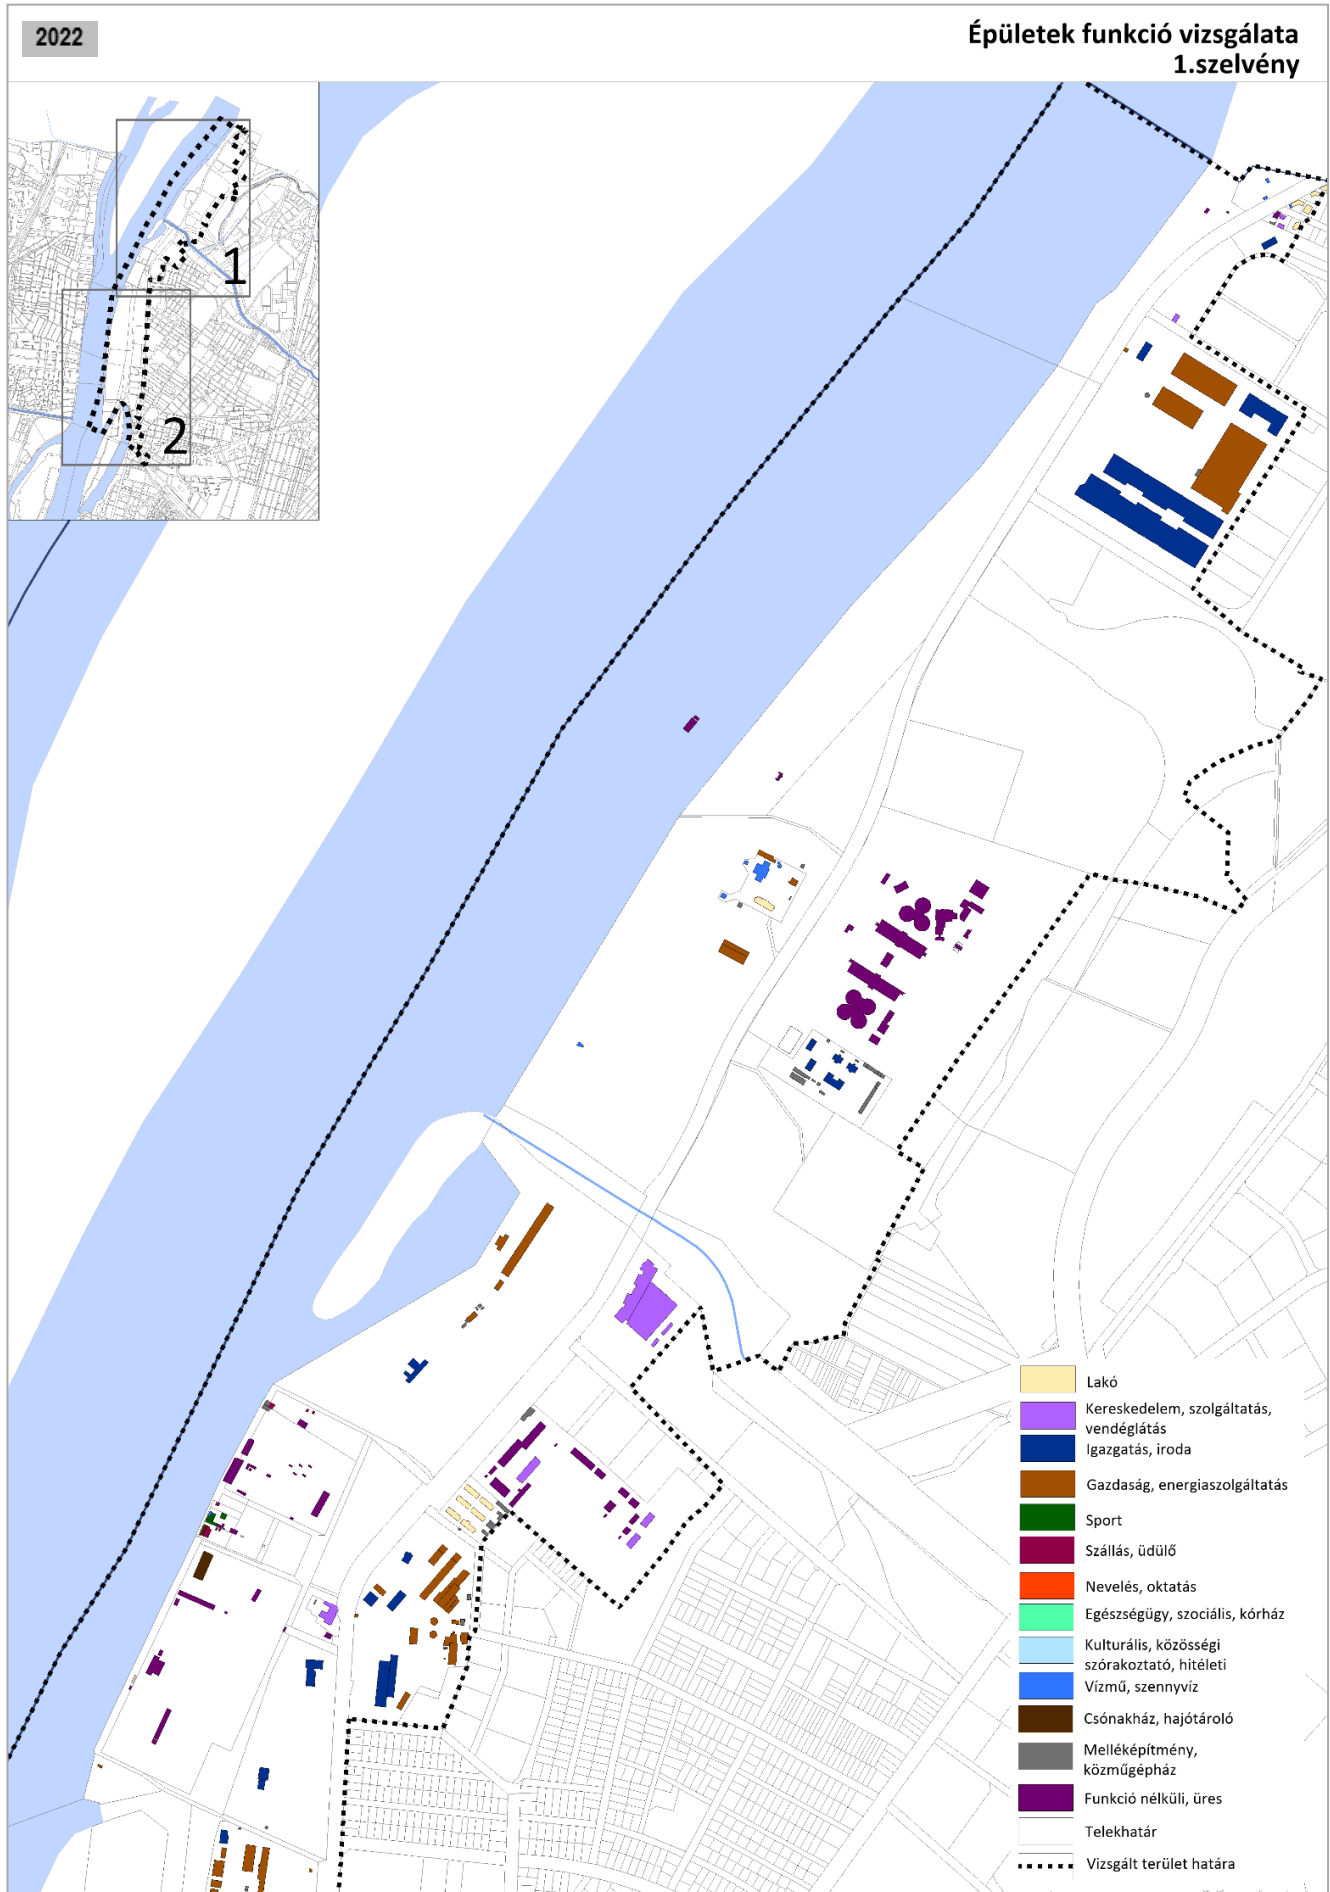 2022
Épületek funkció vizsgálata
1.szelvény
1
2
Lakó
Kereskedelem, szolgáltatás,
vendéglátás
Igazgatás, iroda
Gazdaság, energiaszolgáltatás
Sport
Szállás, üdülő
Nevelés, oktatás
Egészségügy, szociális, kórház
Kulturális, közösségi
szórakoztató, hitéleti
Vízmű, szennyvíz
Csónakház, hajótároló
Melléképítmény,
közműgépház
Funkció nélküli, üres
Telekhatár
Vizsgált terület határa